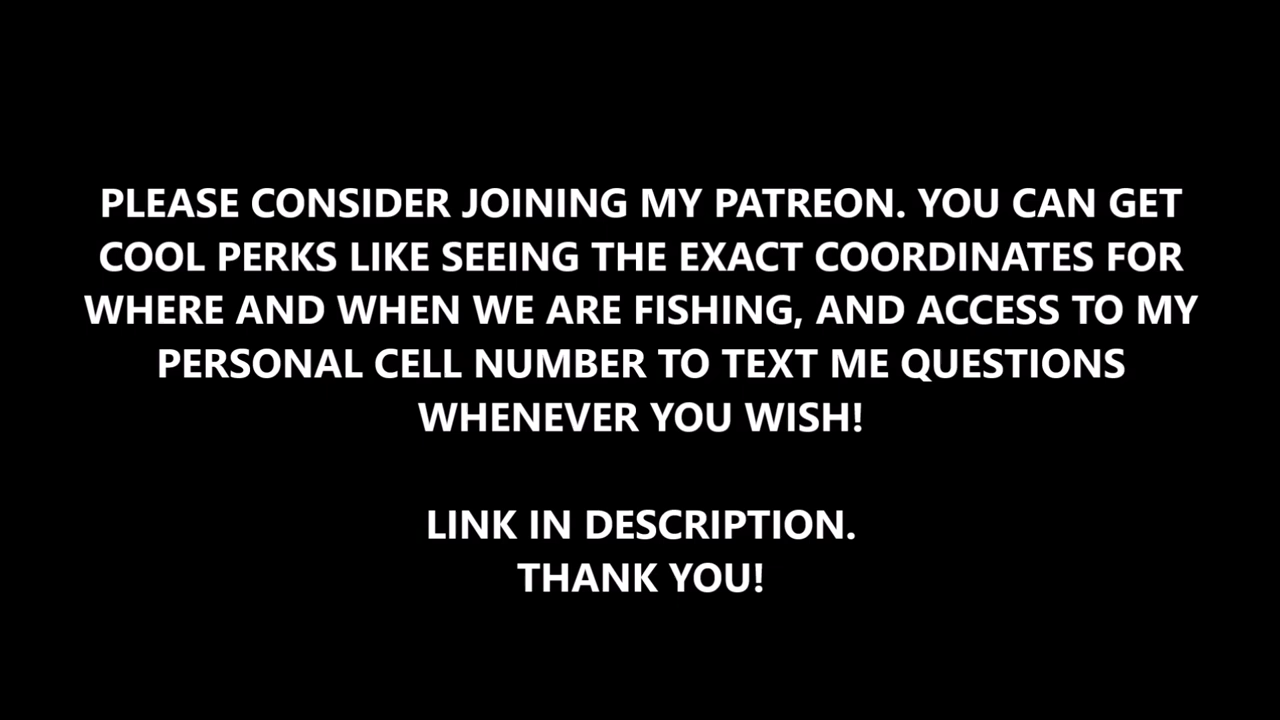 PLEASE CONSIDER JOINING MY PATREON. YOU CAN GET
COOL PERKS LIKE SEEING THE EXACT COORDINATES FOR
WHERE AND WHEN WE ARE FISHING, AND ACCESS TO MY
PERSONAL CELL NUMBER TO TEXT ME QUESTIONS
WHENEVER YOU WISH!
LINK IN DESCRIPTION.
THANK YOU!